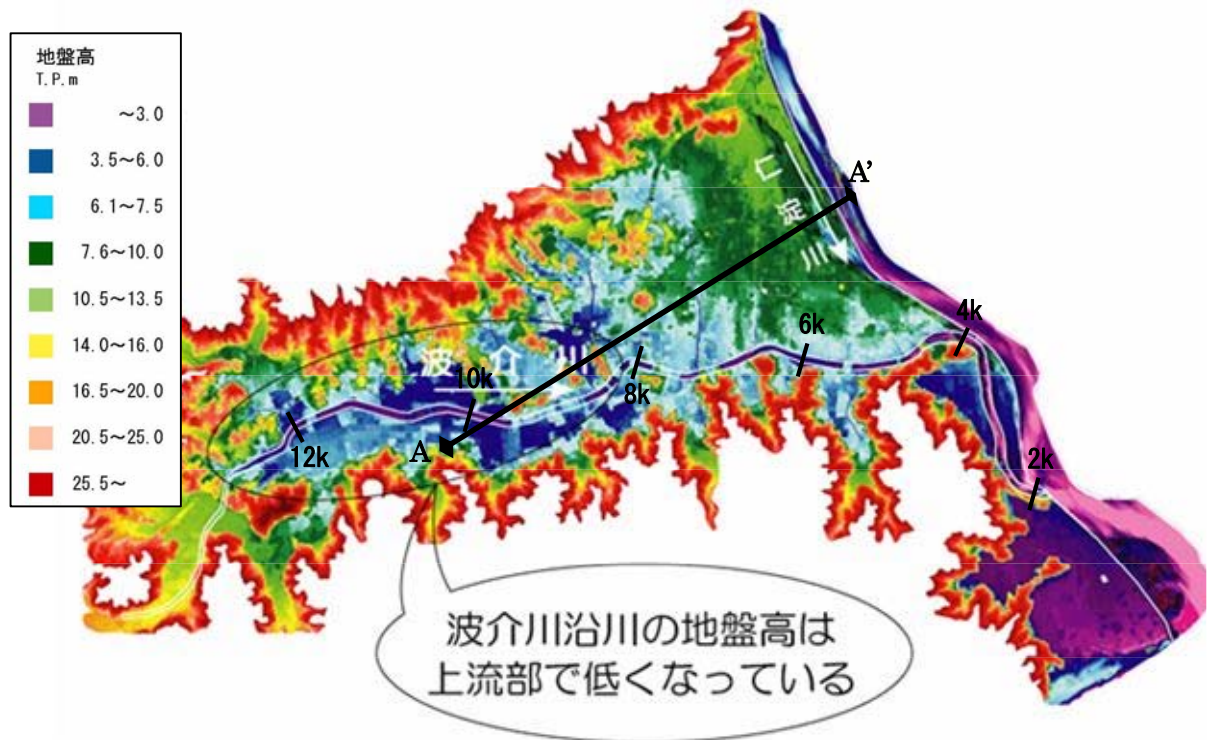 地盤高
T.P.m
～3.0
3.5～6.0
6.1～7.5
7.6～10.0
10.5～13.5
14.0～16.0
16.5～20.0
20.5～25.0
25.5～
仁淀川
A’
4k
6k
波介川
10k
8k
A
12k
2k
波介川沿川の地盤高は
上流部で低くなっている